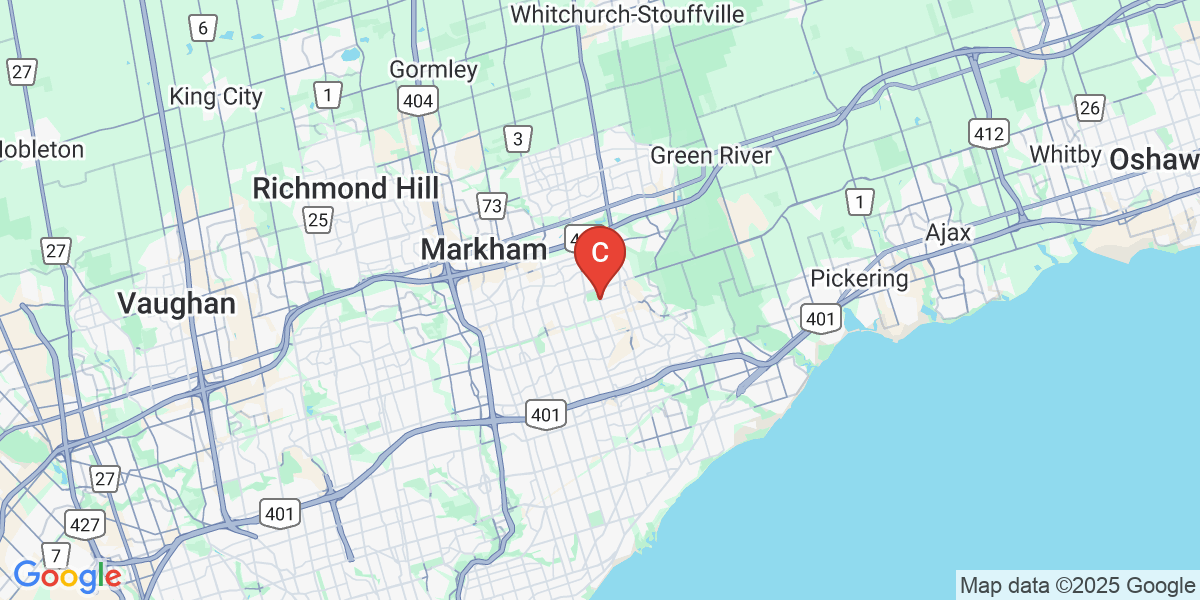 Whitchurch-Stouffville
6
27
Gormley
King City
1
404
26
3
412
Green River
Whitby
Oshaw
Richmond Hill
73
1
25
Ajax
27
Markham
C
Pickering
Vaughan
401
401
27
401
427
7
Google
Map data ©2025 Google